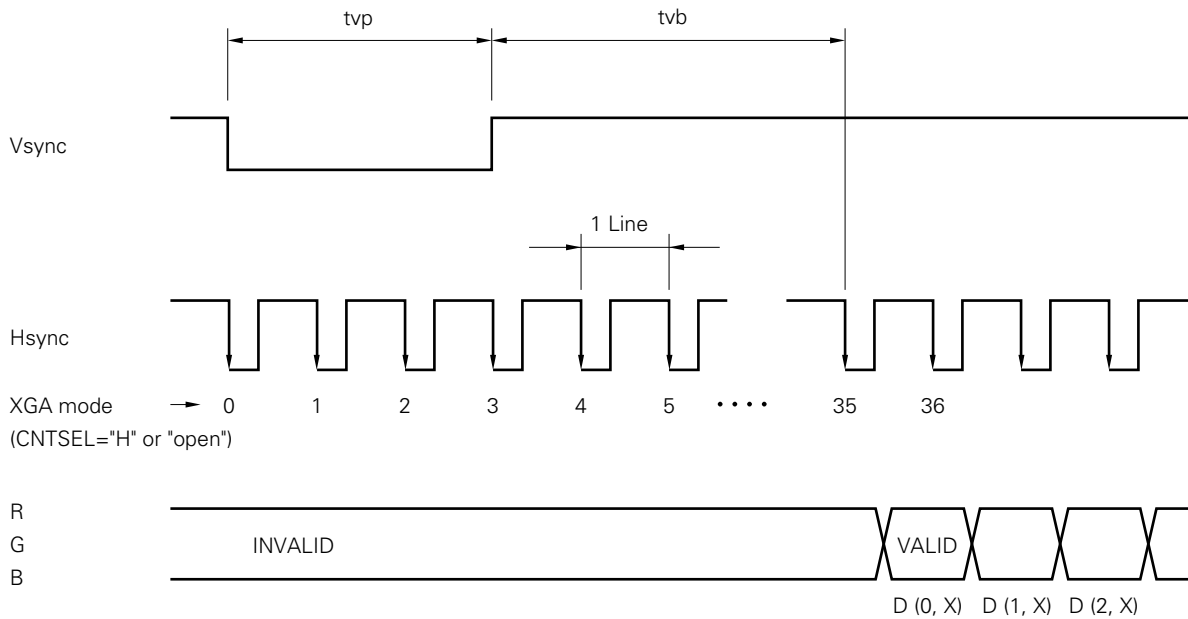 tvp tvb
Vsync
1 Line
Hsync
XGA mode 0 1 2 3 4 5 •••• 35 36
(CNTSEL="H" or "open")
R
G INVALID VALID
B
D (0, X) D (1, X) D (2, X)